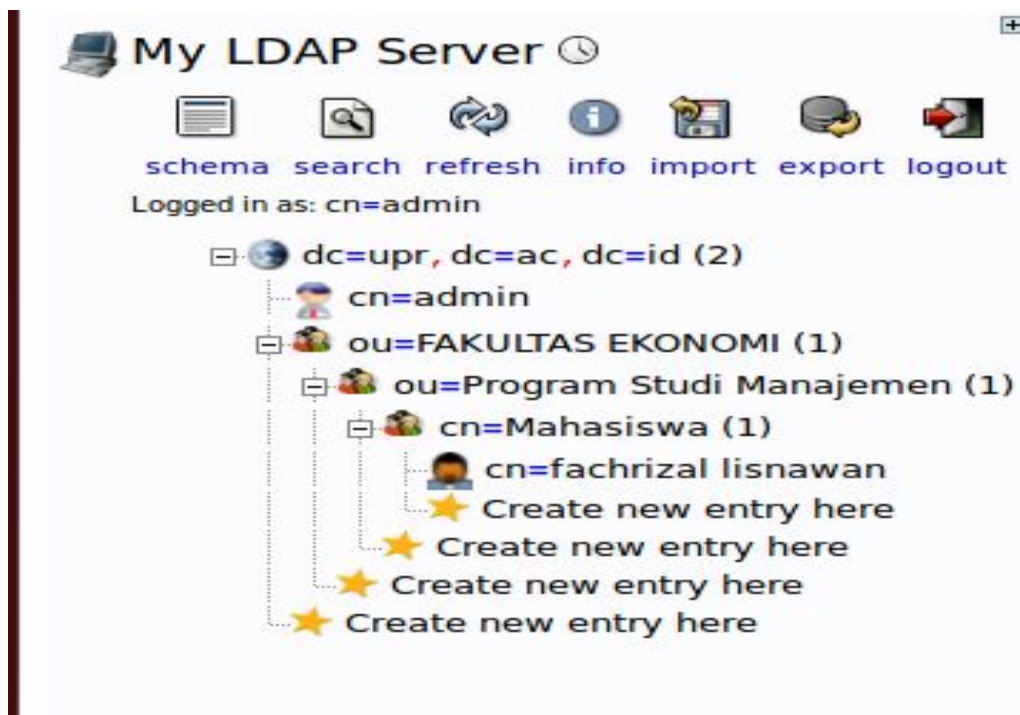 My LDAP Server
schema search refresh info import export logout
Logged in as: cn=admin
dc=upr, dc=ac, dc=id (2)
cn=admin
ou=FAKULTAS EKONOMI (1)
ou=Program Studi Manajemen (1)
cn=Mahasiswa (1)
cn=fachrizal lisnawan
Create new entry here
Create new entry here
Create new entry here
Create new entry here